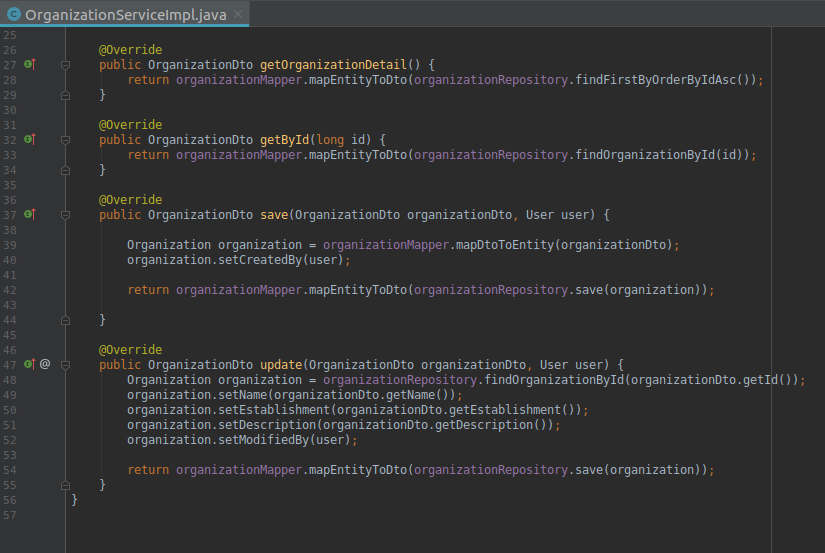 OrganizationServiceImpl.java
25
26 @Override
27 public OrganizationDto getOrganizationDetail() {
28 return organizationMapper.mapEntityToDto(organizationRepository.findFirstByOrderByIdAsc());
29 }
30
31 @Override
32 public OrganizationDto getById(long id) {
33 return organizationMapper.mapEntityToDto(organizationRepository.findOrganizationById(id));
34 }
35
36 @Override
37 public OrganizationDto save(OrganizationDto organizationDto, User user) {
38
39 Organization organization = organizationMapper.mapDtoToEntity(organizationDto);
40 organization.setCreatedBy(user);
41
42 return organizationMapper.mapEntityToDto(organizationRepository.save(organization));
43
44 }
45
46 @Override
47 @ public OrganizationDto update(OrganizationDto organizationDto, User user) {
48 Organization organization = organizationRepository.findOrganizationById(organizationDto.getId());
49 organization.setName(organizationDto.getName());
50 organization.setEstablishment(organizationDto.getEstablishment());
51 organization.setDescription(organizationDto.getDescription());
52 organization.setModifiedBy(user);
53
54 return organizationMapper.mapEntityToDto(organizationRepository.save(organization));
55 }
56 }
57